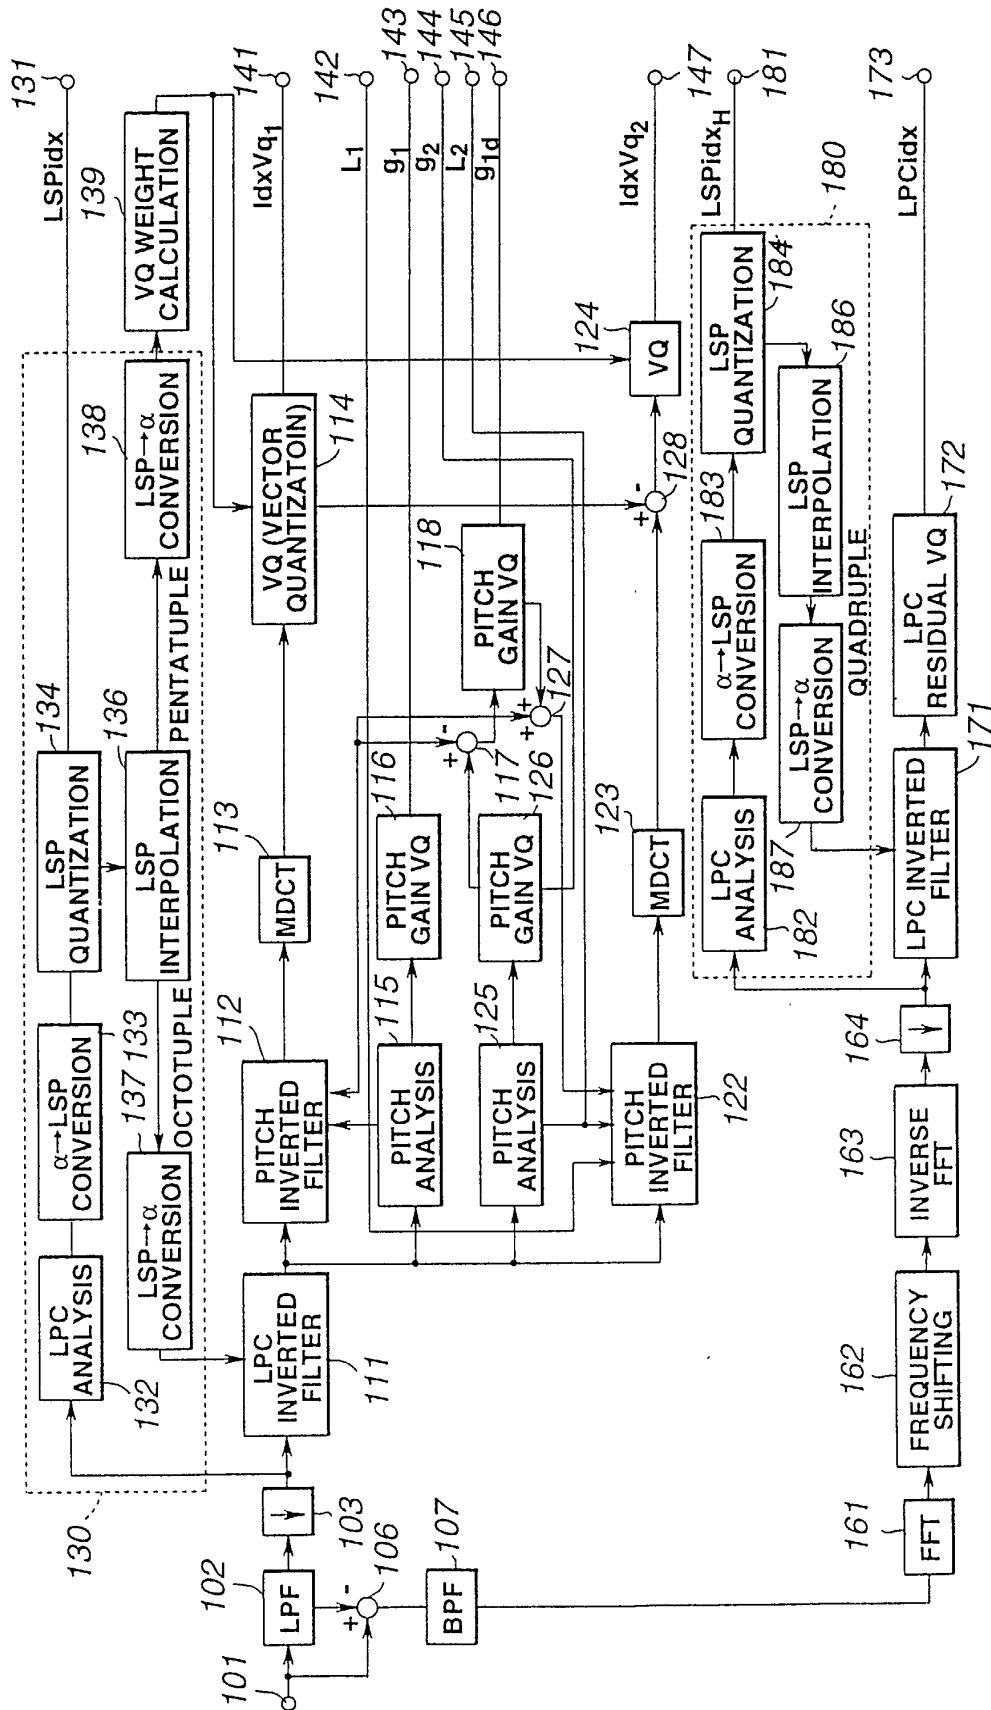 131
LSPidx
139
VQ WEIGHT
CALCULATION
141
IdxVq1
142
L1
143
g1
144
g2
145
L2
146
g1d
147
IdxVq2
181
LSPidxH
180
173
LPCidx
134
LSP
QUANTIZATION
136
LSP
INTERPOLATION
PENTATUPLE
OCTOTUPLE
138
LSP→α
CONVERSION
133
α→LSP
CONVERSION
137
LSP→α
CONVERSION
LPC
ANALYSIS
132
130
114
VQ (VECTOR
QUANTIZATOIN)
113
MDCT
112
PITCH
INVERTED
FILTER
LPC
INVERTED
FILTER
111
103
102
LPF
101
+
-
106
107
BPF
118
PITCH
GAIN VQ
116
PITCH
GAIN VQ
+
-
117
+
+
127
126
PITCH
GAIN VQ
115
PITCH
ANALYSIS
125
PITCH
ANALYSIS
124
VQ
+
-
128
123
MDCT
122
PITCH
INVERTED
FILTER
LSP
QUANTIZATION
184
186
LSP
INTERPOLATION
QUADRUPLE
183
α→LSP
CONVERSION
LSP→α
CONVERSION
187
LPC
ANALYSIS
182
172
LPC
RESIDUAL VQ
171
LPC INVERTED
FILTER
164
163
INVERSE
FFT
162
FREQUENCY
SHIFTING
161
FFT